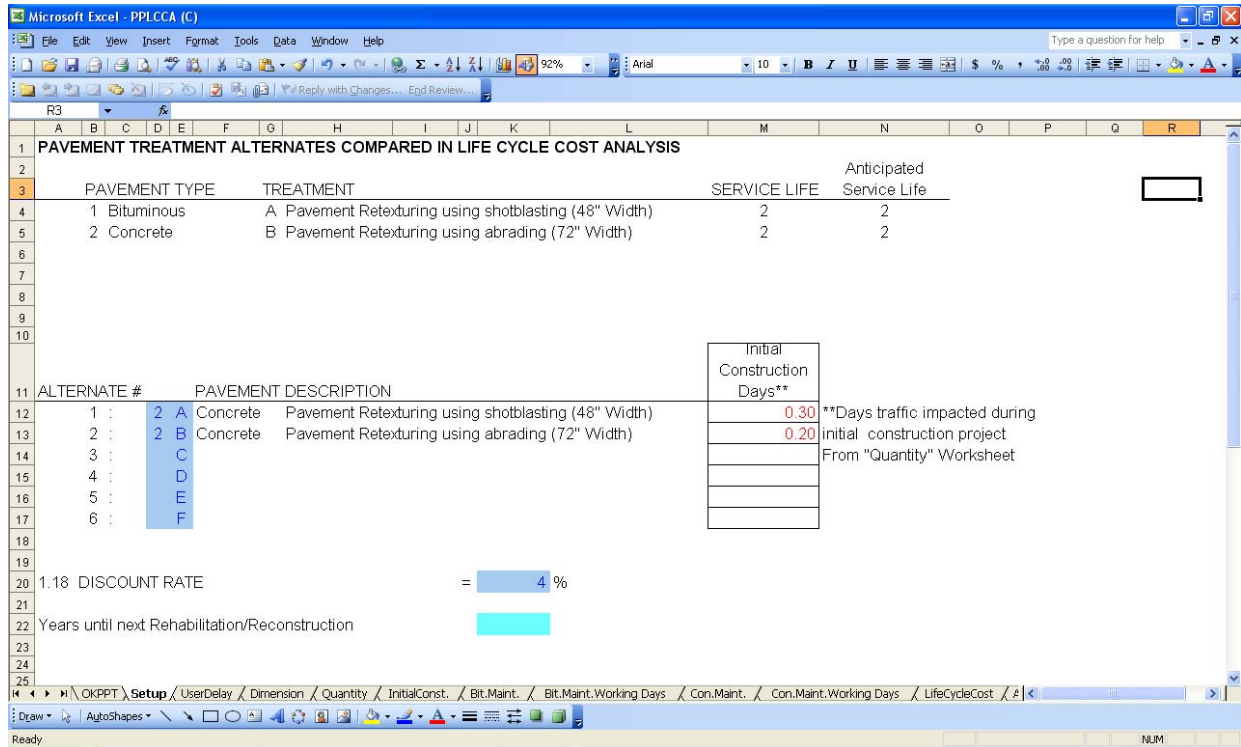 Microsoft Excel - PPLCCA (C)
File Edit View Insert Format Tools Data Window Help Type a question for help
92% Arial 10 B I U $ % ,
Reply with Changes... End Review...
R3 fx
A B C D E F G H I J K L M N O P Q R
1 PAVEMENT TREATMENT ALTERNATES COMPARED IN LIFE CYCLE COST ANALYSIS
2 Anticipated
3 PAVEMENT TYPE TREATMENT SERVICE LIFE Service Life
4 1 Bituminous A Pavement Retexturing using shotblasting (48" Width) 2 2
5 2 Concrete B Pavement Retexturing using abrading (72" Width) 2 2
6
7
8
9
10
Initial
Construction
11 ALTERNATE # PAVEMENT DESCRIPTION Days**
12 1 : 2 A Concrete Pavement Retexturing using shotblasting (48" Width) 0.30 **Days traffic impacted during
13 2 : 2 B Concrete Pavement Retexturing using abrading (72" Width) 0.20 initial construction project
14 3 : C From "Quantity" Worksheet
15 4 : D
16 5 : E
17 6 : F
18
19
20 1.18 DISCOUNT RATE = 4 %
21
22 Years until next Rehabilitation/Reconstruction
23
24
25
OKPPT Setup UserDelay Dimension Quantity InitialConst. Bit.Maint. Bit.Maint.Working Days Con.Maint. Con.Maint.Working Days LifeCycleCost
Draw AutoShapes
Ready NUM